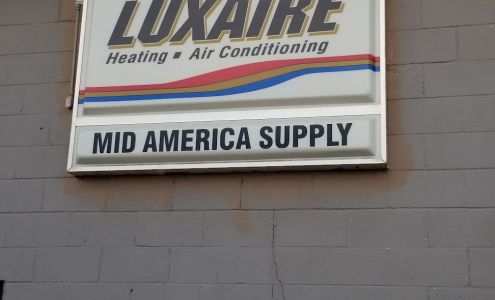 LUXAIRE
Heating ▪ Air Conditioning
MID AMERICA SUPPLY